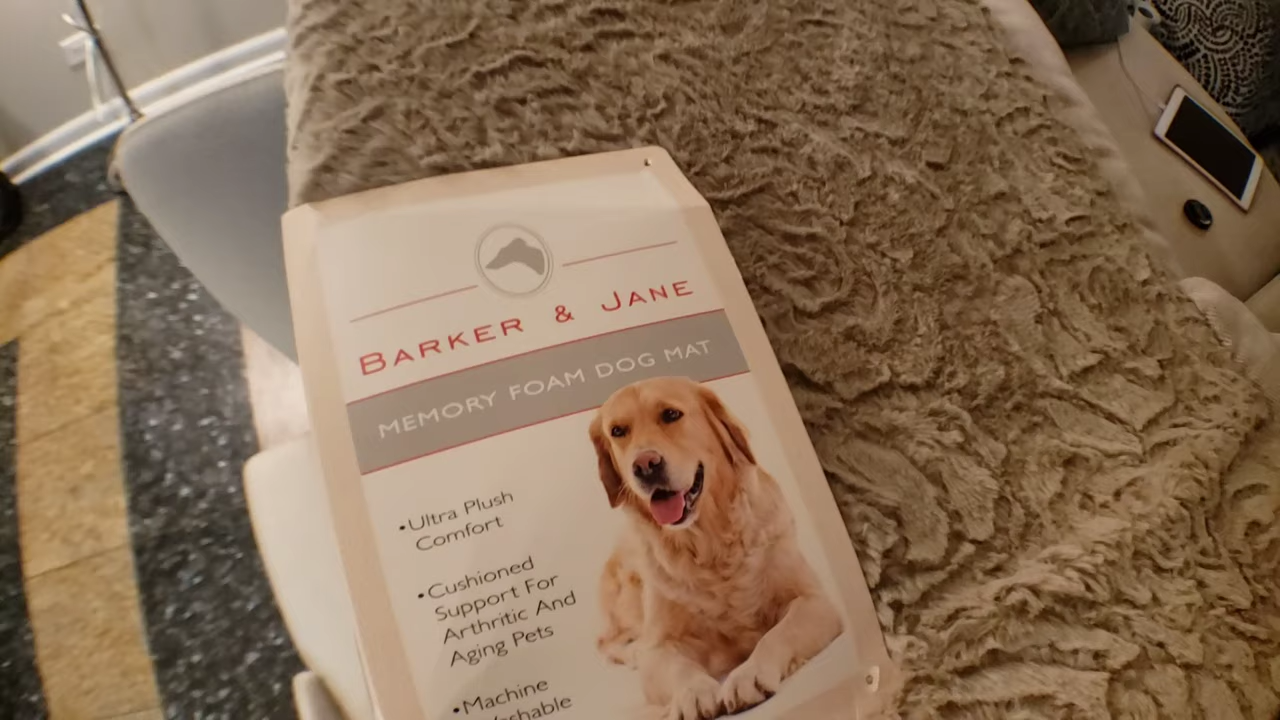 BARKER & JANE
MEMORY FOAM DOG MAT
•Ultra Plush
Comfort
•Cushioned
Support For
Arthritic And
Aging Pets
•Machine